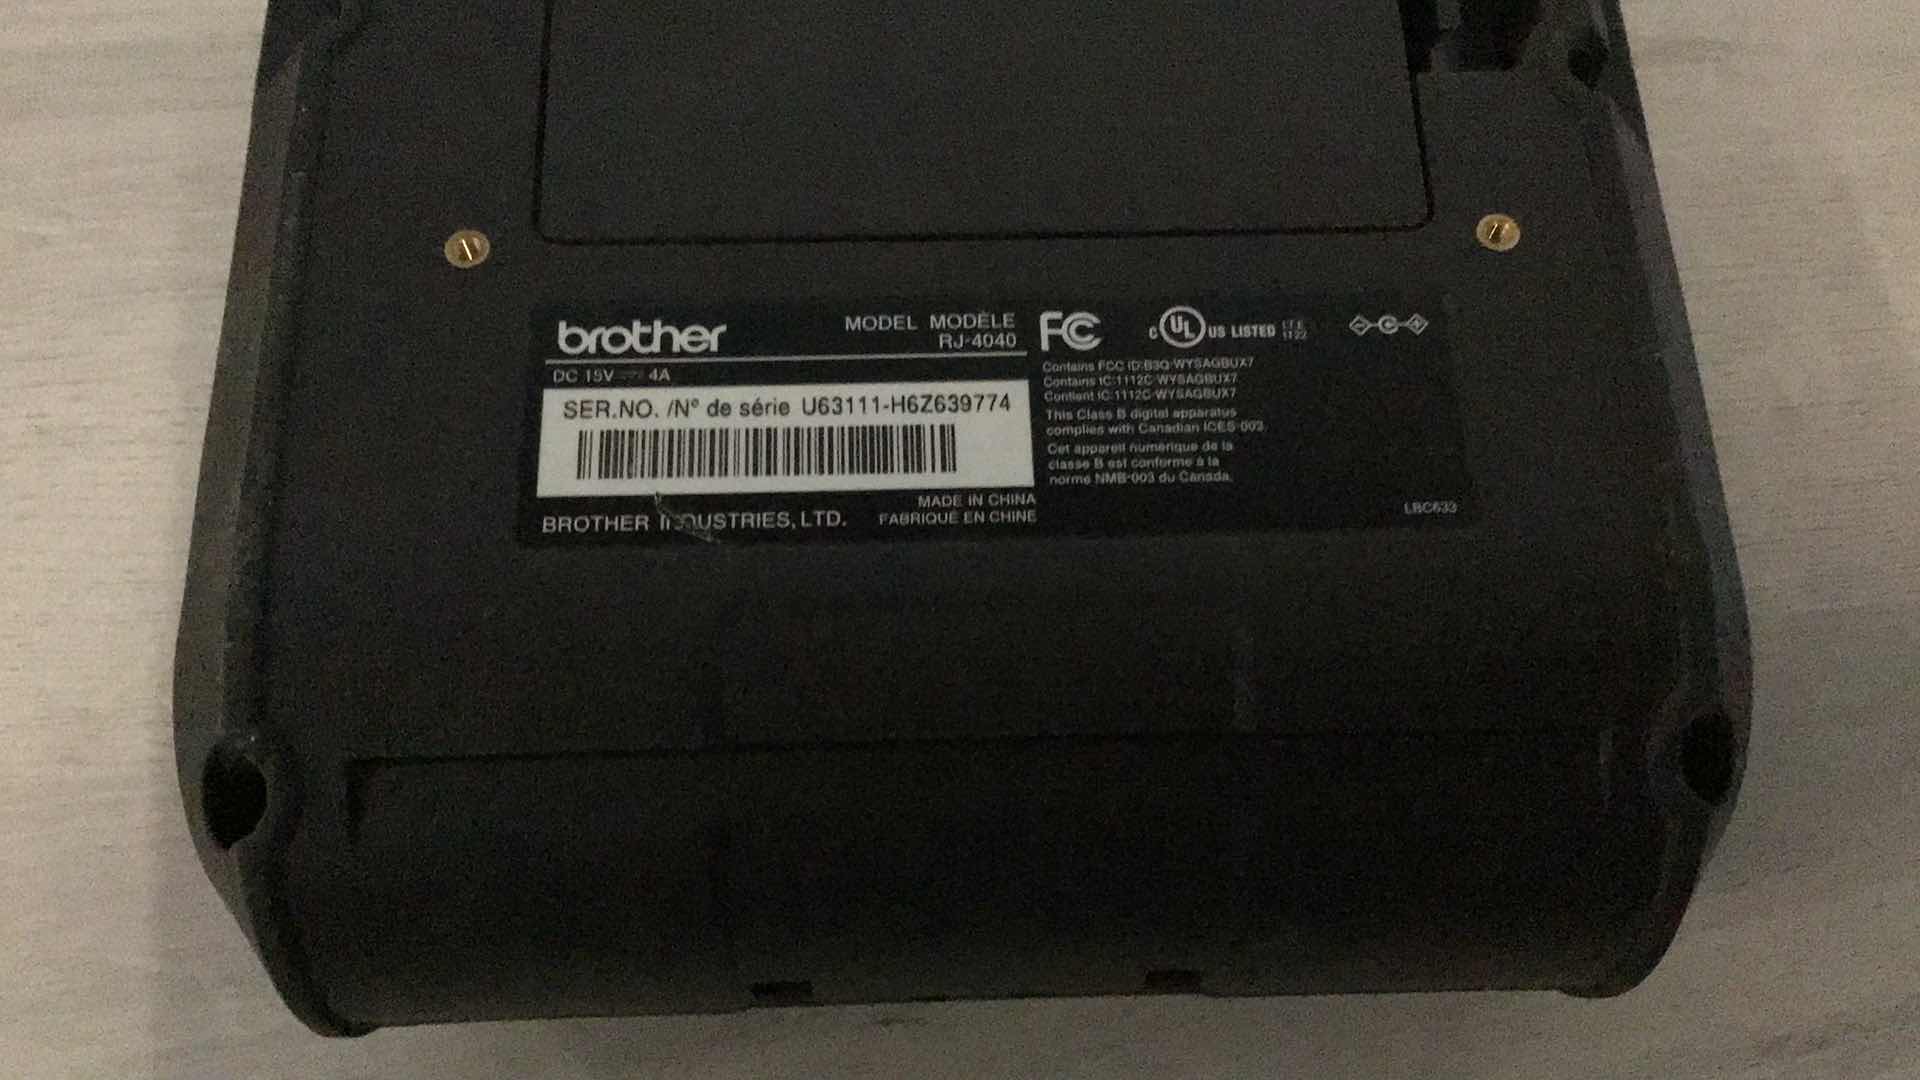 brother
MODEL MODÈLE
RJ-4040
DC 15V 4A
SER.NO. /N° de série U63111-H6Z639774
MADE IN CHINA
BROTHER INDUSTRIES, LTD. FABRIQUÉ EN CHINE
FC
C UL US LISTED I.T.E.
Contains FCC ID:B3Q-WYSAGBUX7
Contains IC:1112C-WYSAGBUX7
Contient IC:1112C-WYSAGBUX7
This Class B digital apparatus
complies with Canadian ICES-003.
Cet appareil numérique de la
classe B est conforme à la
norme NMB-003 du Canada.
LBC633